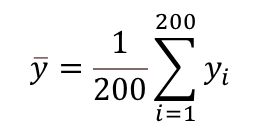 ȳ = 1/200 ∑_{i=1}^{200} y_i